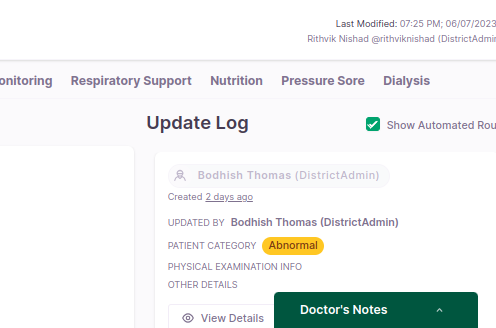 Last Modified: 07:25 PM; 06/07/2023
Rithvik Nishad @rithviknishad (DistrictAdmin
onitoring Respiratory Support Nutrition Pressure Sore Dialysis
Update Log
Show Automated Rou
Bodhish Thomas (DistrictAdmin)
Created 2 days ago
UPDATED BY Bodhish Thomas (DistrictAdmin)
PATIENT CATEGORY Abnormal
PHYSICAL EXAMINATION INFO
OTHER DETAILS
View Details
Doctor's Notes